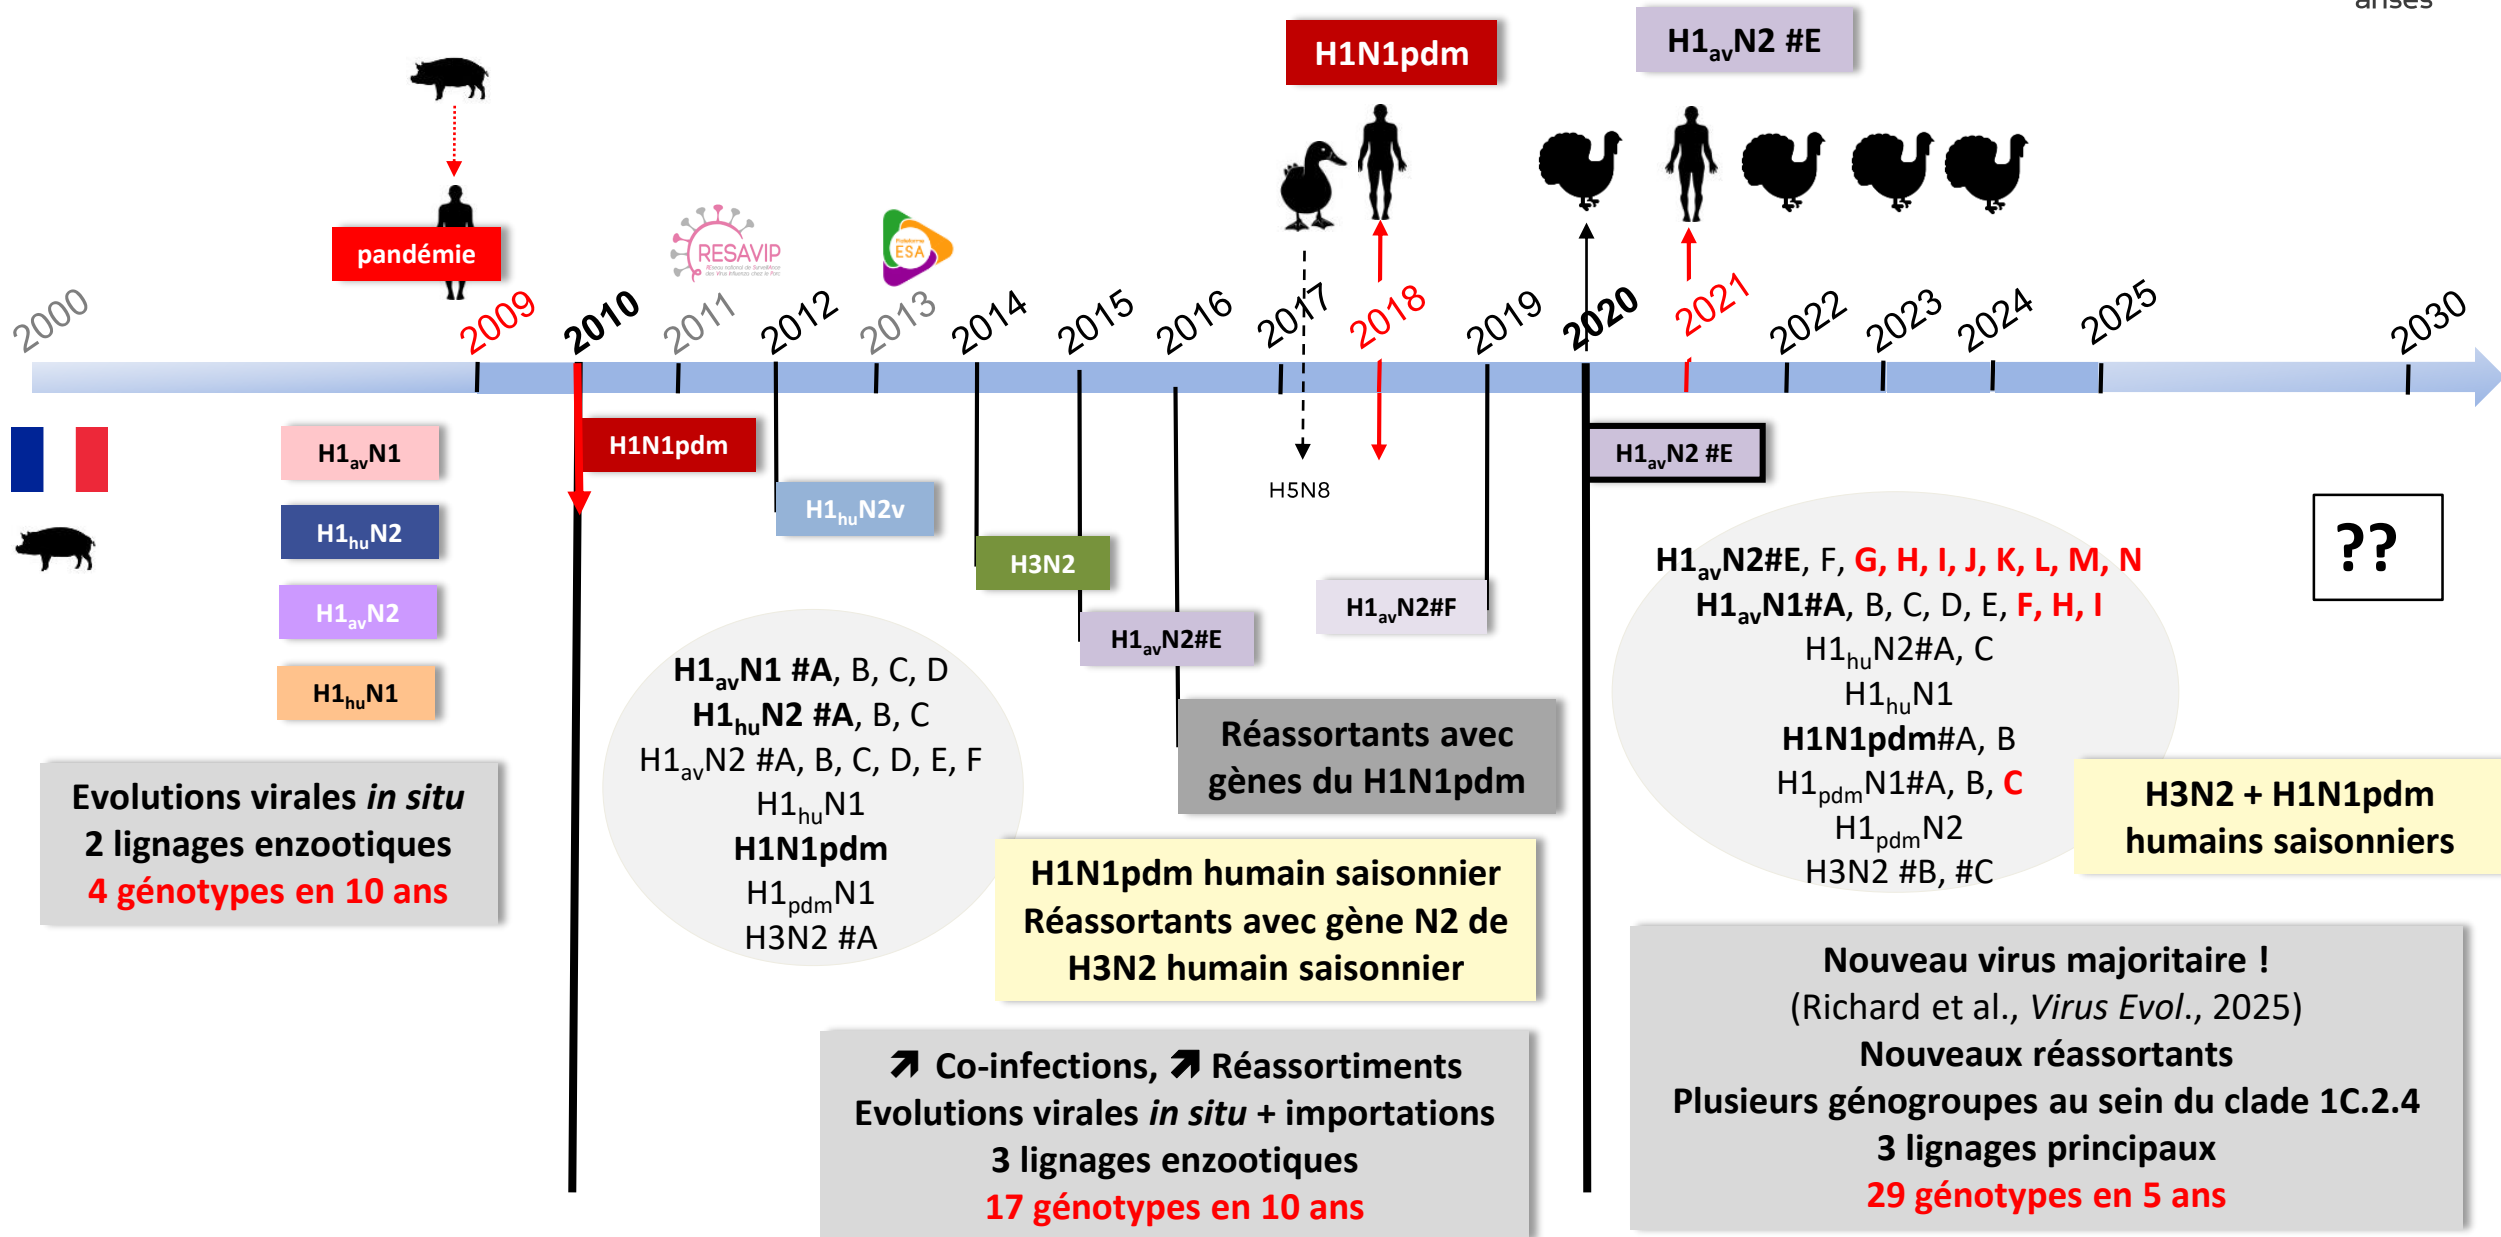 anses
H1N1pdm
H1avN2 #E
pandémie
RESAVIP
Plateforme
ESA
2000
2009
2010
2011
2012
2013
2014
2015
2016
2017
2018
2019
2020
2021
2022
2023
2024
2025
2030
H1avN1
H1huN2
H1avN2
H1huN1
H1N1pdm
H1huN2v
H3N2
H1avN2#E
H5N8
H1avN2#F
H1avN2 #E
??
Evolutions virales in situ
2 lignages enzootiques
4 génotypes en 10 ans
H1avN1 #A, B, C, D
H1huN2 #A, B, C
H1avN2 #A, B, C, D, E, F
H1huN1
H1N1pdm
H1pdmN1
H3N2 #A
Réassortants avec
gènes du H1N1pdm
H1N1pdm humain saisonnier
Réassortants avec gène N2 de
H3N2 humain saisonnier
↗ Co-infections, ↗ Réassortiments
Evolutions virales in situ + importations
3 lignages enzootiques
17 génotypes en 10 ans
H1avN2#E, F, G, H, I, J, K, L, M, N
H1avN1#A, B, C, D, E, F, H, I
H1huN2#A, C
H1huN1
H1N1pdm#A, B
H1pdmN1#A, B, C
H1pdmN2
H3N2 #B, #C
H3N2 + H1N1pdm
humains saisonniers
Nouveau virus majoritaire !
(Richard et al., Virus Evol., 2025)
Nouveaux réassortants
Plusieurs génogroupes au sein du clade 1C.2.4
3 lignages principaux
29 génotypes en 5 ans